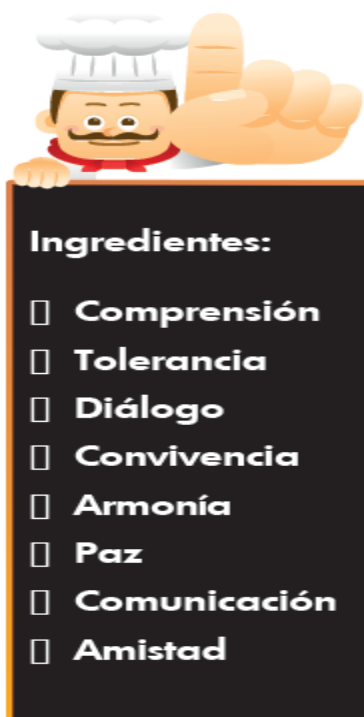 Ingredientes:
Comprensión
Tolerancia
Diálogo
Convivencia
Armonía
Paz
Comunicación
Amistad